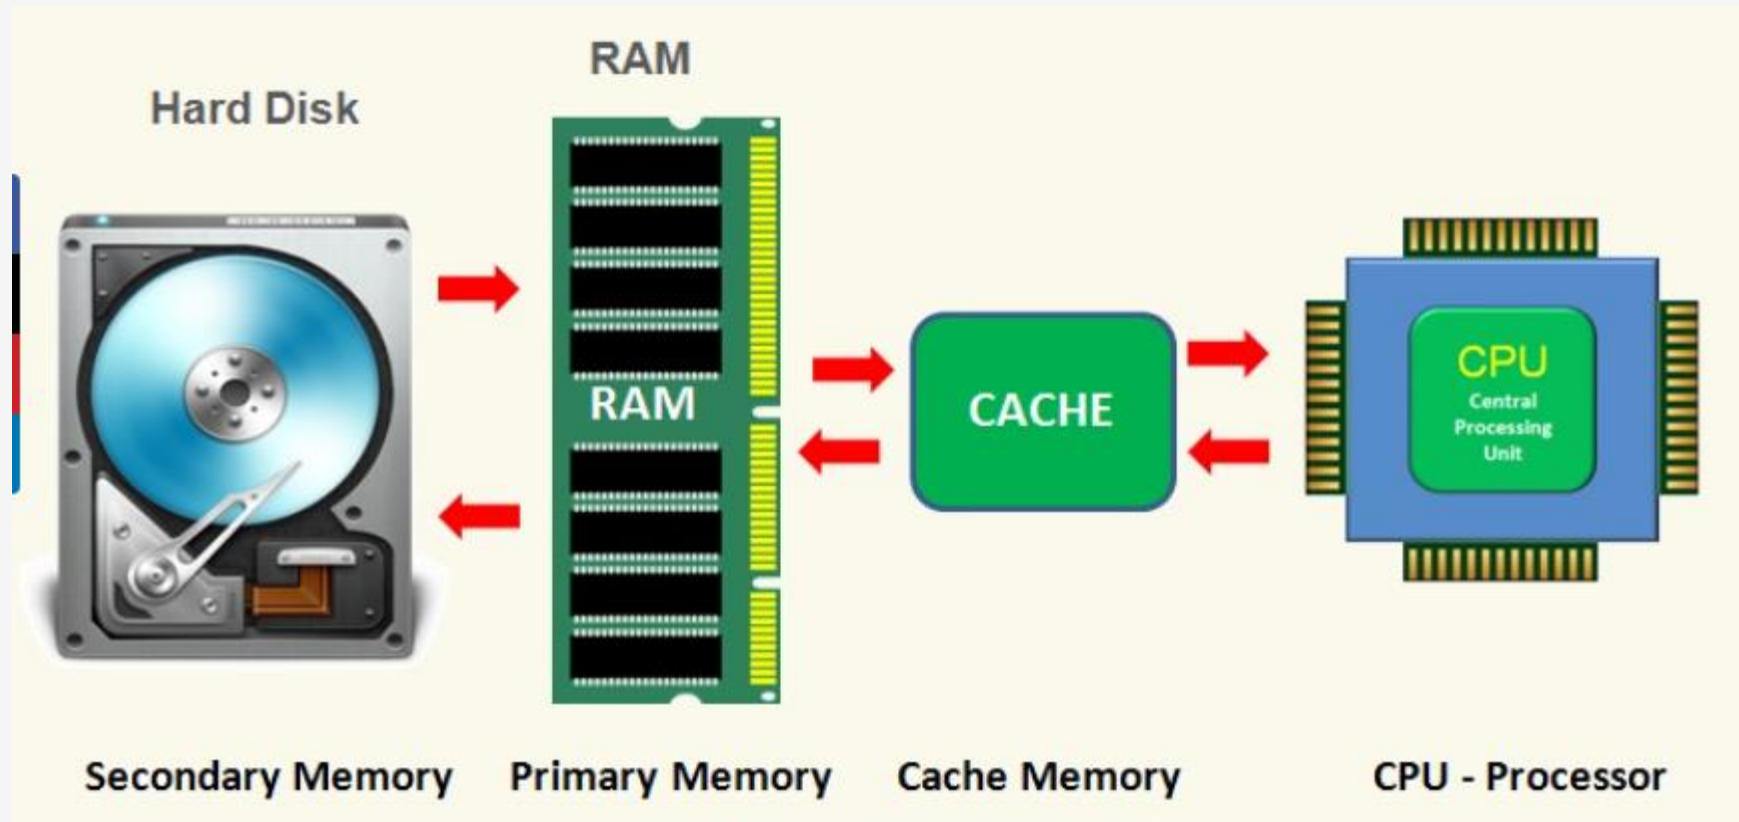 RAM
Hard Disk
RAM
CACHE
CPU
Central
Processing
Unit
Secondary Memory
Primary Memory
Cache Memory
CPU - Processor